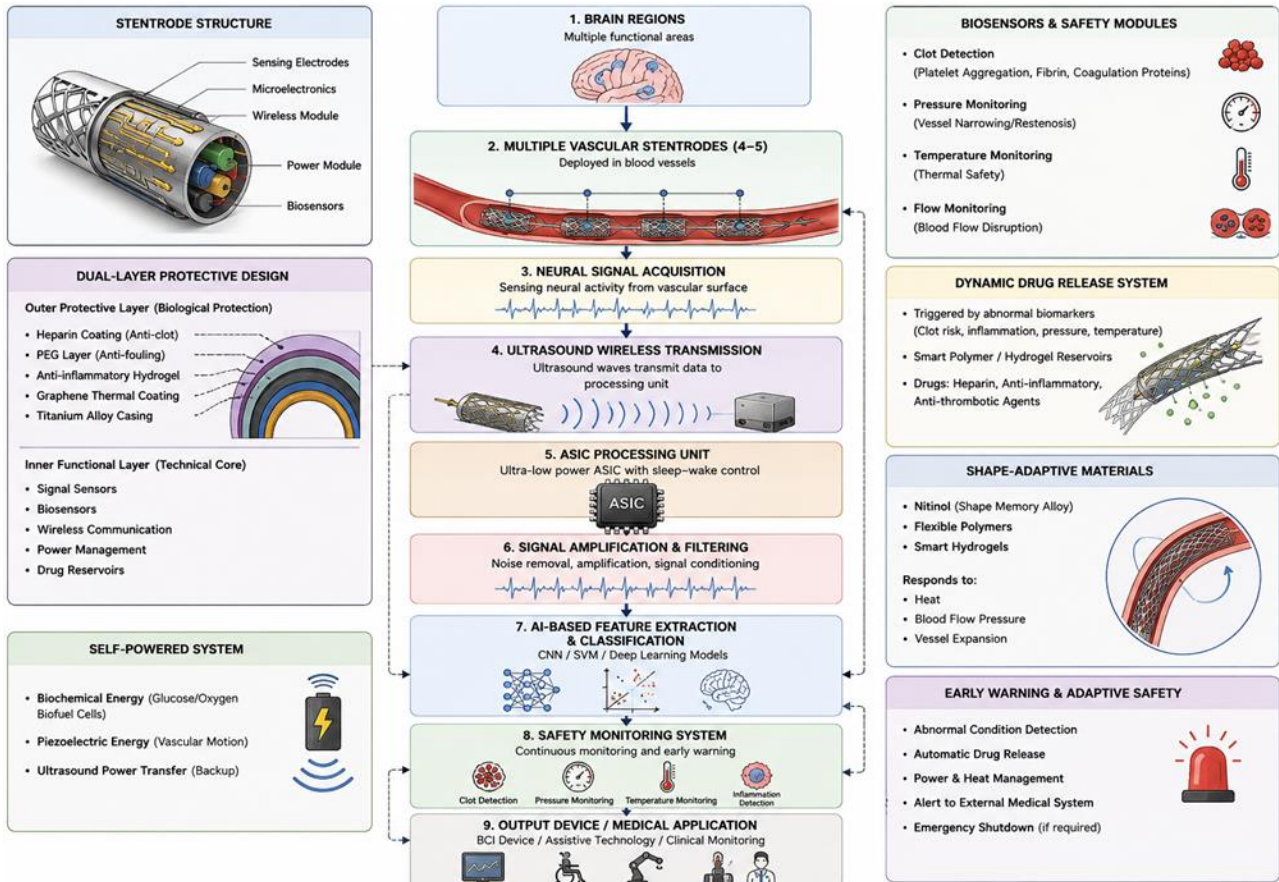 STENTRODE STRUCTURE
Sensing Electrodes
Microelectronics
Wireless Module
Power Module
Biosensors
DUAL-LAYER PROTECTIVE DESIGN
Outer Protective Layer (Biological Protection)
• Heparin Coating (Anti-clot)
• PEG Layer (Anti-fouling)
• Anti-inflammatory Hydrogel
• Graphene Thermal Coating
• Titanium Alloy Casing
Inner Functional Layer (Technical Core)
• Signal Sensors
• Biosensors
• Wireless Communication
• Power Management
• Drug Reservoirs
SELF-POWERED SYSTEM
• Biochemical Energy (Glucose/Oxygen
Biofuel Cells)
• Piezoelectric Energy (Vascular Motion)
• Ultrasound Power Transfer (Backup)
1. BRAIN REGIONS
Multiple functional areas
2. MULTIPLE VASCULAR STENTRODES (4–5)
Deployed in blood vessels
3. NEURAL SIGNAL ACQUISITION
Sensing neural activity from vascular surface
4. ULTRASOUND WIRELESS TRANSMISSION
Ultrasound waves transmit data to
processing unit
5. ASIC PROCESSING UNIT
Ultra-low power ASIC with sleep–wake control
ASIC
6. SIGNAL AMPLIFICATION & FILTERING
Noise removal, amplification, signal conditioning
7. AI-BASED FEATURE EXTRACTION
& CLASSIFICATION
CNN / SVM / Deep Learning Models
8. SAFETY MONITORING SYSTEM
Continuous monitoring and early warning
Clot Detection
Pressure Monitoring
Temperature Monitoring
Inflammation
Detection
9. OUTPUT DEVICE / MEDICAL APPLICATION
BCI Device / Assistive Technology / Clinical Monitoring
BIOSENSORS & SAFETY MODULES
• Clot Detection
(Platelet Aggregation, Fibrin, Coagulation Proteins)
• Pressure Monitoring
(Vessel Narrowing/Restenosis)
• Temperature Monitoring
(Thermal Safety)
• Flow Monitoring
(Blood Flow Disruption)
DYNAMIC DRUG RELEASE SYSTEM
• Triggered by abnormal biomarkers
(Clot risk, inflammation, pressure, temperature)
• Smart Polymer / Hydrogel Reservoirs
• Drugs: Heparin, Anti-inflammatory,
Anti-thrombotic Agents
SHAPE-ADAPTIVE MATERIALS
• Nitinol (Shape Memory Alloy)
• Flexible Polymers
• Smart Hydrogels
Responds to:
• Heat
• Blood Flow Pressure
• Vessel Expansion
EARLY WARNING & ADAPTIVE SAFETY
• Abnormal Condition Detection
• Automatic Drug Release
• Power & Heat Management
• Alert to External Medical System
• Emergency Shutdown (if required)